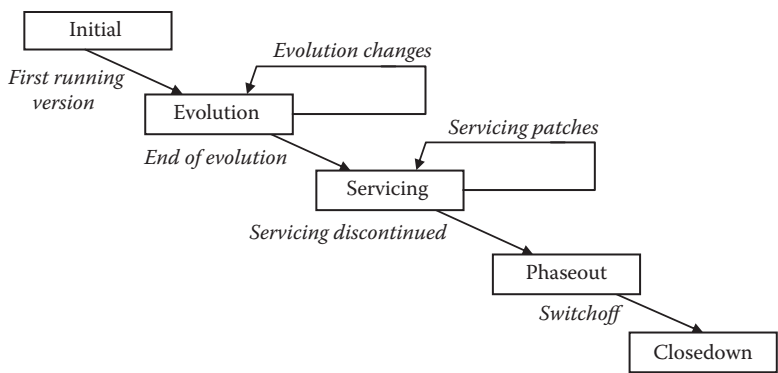 Initial
Evolution changes
First running
version
Evolution
Servicing patches
End of evolution
Servicing
Servicing discontinued
Phaseout
Switchoff
Closedown